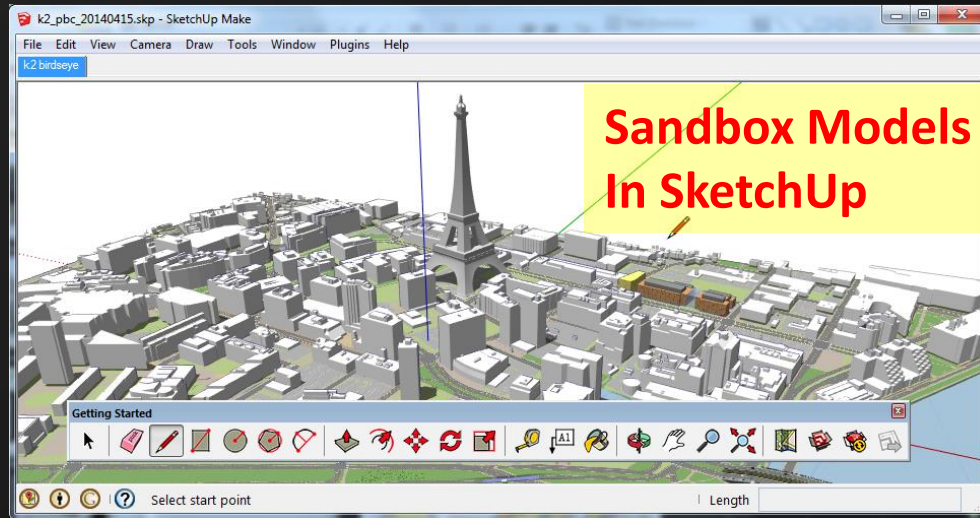 k2_pbc_20140415.skp - SketchUp Make
File Edit View Camera Draw Tools Window Plugins Help
k2 birdseye
Sandbox Models
In SketchUp
Getting Started
A1
Select start point
Length